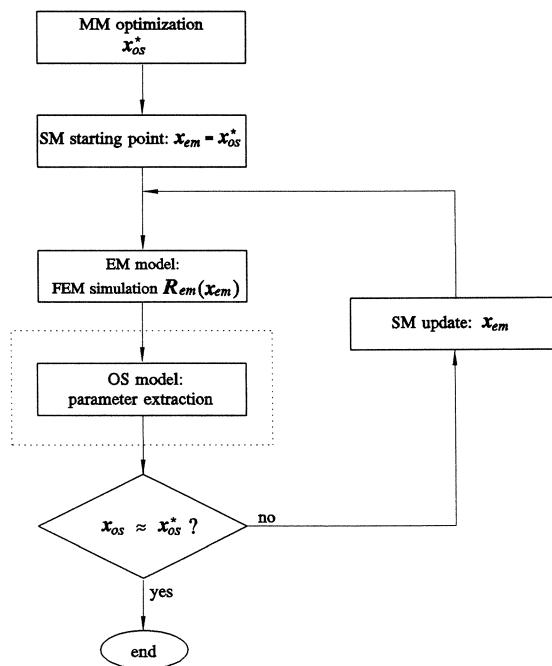 MM optimization
x*os
SM starting point: xem = x*os
EM model:
FEM simulation Rem(xem)
SM update: xem
OS model:
parameter extraction
xos ≈ x*os ?
no
yes
end